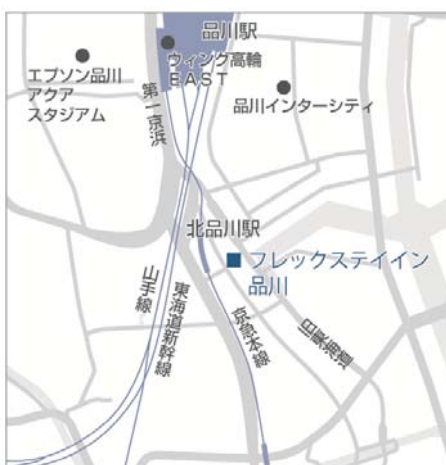 品川駅
ウィング高輪
EAST
エプソン品川
アクア
スタジアム
第一京浜
品川インターシティ
北品川駅
フレックステイイン
品川
山手線
東海道新幹線
京急本線
旧東海道